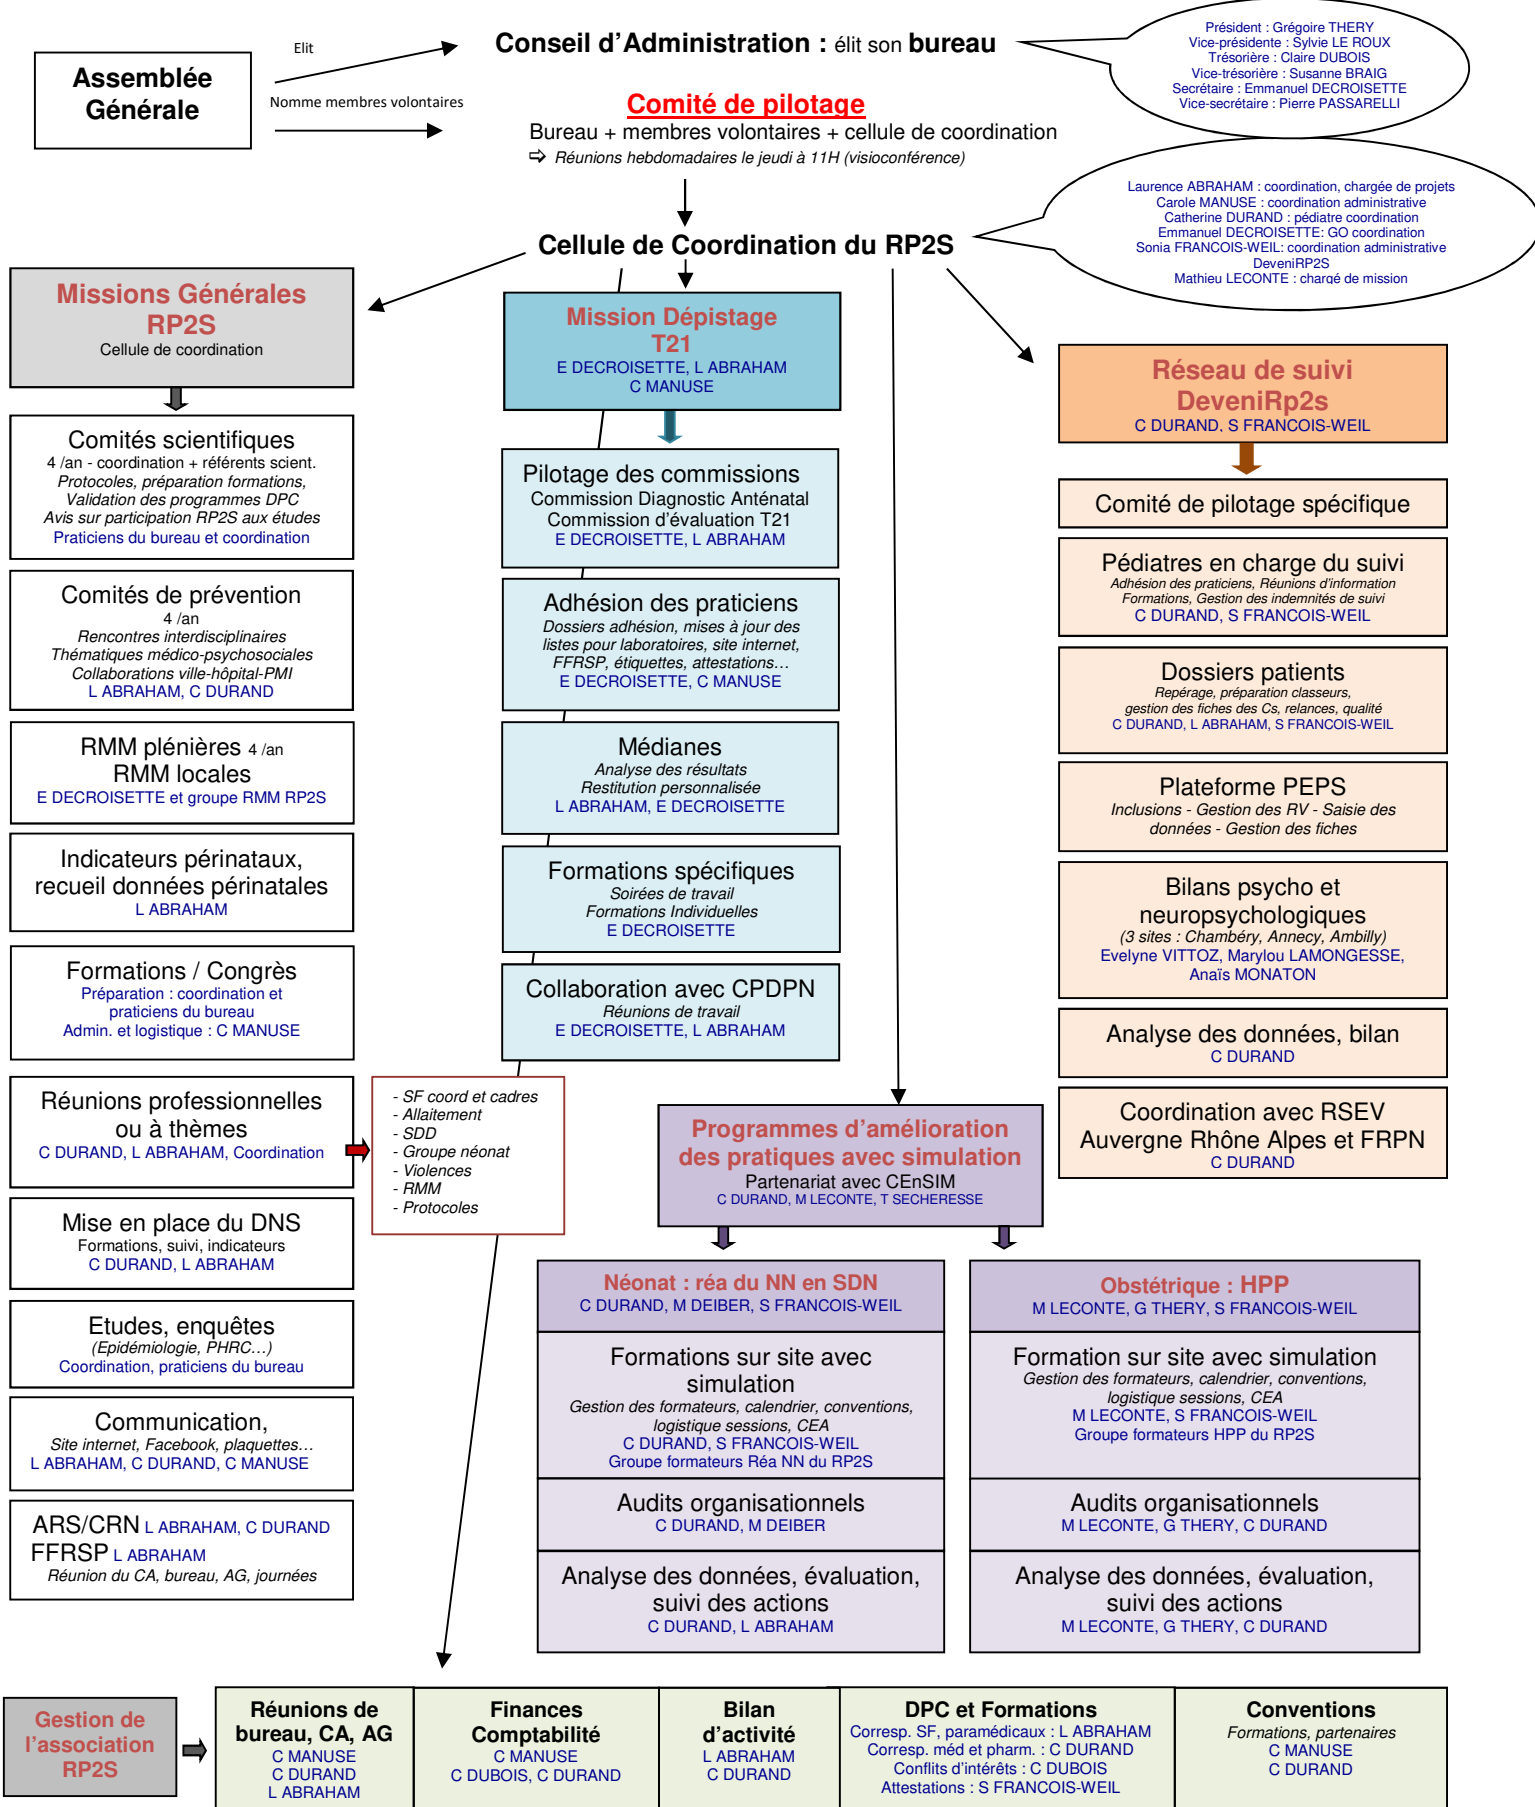 Assemblée
Générale
Elit
Nomme membres volontaires
Conseil d’Administration : élit son bureau
Président : Grégoire THERY
Vice-présidente : Sylvie LE ROUX
Trésorière : Claire DUBOIS
Vice-trésorière : Susanne BRAIG
Secrétaire : Emmanuel DECROISETTE
Vice-secrétaire : Pierre PASSARELLI
Comité de pilotage
Bureau + membres volontaires + cellule de coordination
⇨ Réunions hebdomadaires le jeudi à 11H (visioconférence)
Laurence ABRAHAM : coordination, chargée de projets
Carole MANUSE : coordination administrative
Catherine DURAND : pédiatre coordination
Emmanuel DECROISETTE: GO coordination
Sonia FRANCOIS-WEIL: coordination administrative
DeveniRP2S
Mathieu LECONTE : chargé de mission
Cellule de Coordination du RP2S
Missions Générales
RP2S
Cellule de coordination
Comités scientifiques
4 /an - coordination + référents scient.
Protocoles, préparation formations,
Validation des programmes DPC
Avis sur participation RP2S aux études
Praticiens du bureau et coordination
Comités de prévention
4 /an
Rencontres interdisciplinaires
Thématiques médico-psychosociales
Collaborations ville-hôpital-PMI
L ABRAHAM, C DURAND
RMM plénières 4 /an
RMM locales
E DECROISETTE et groupe RMM RP2S
Indicateurs périnataux,
recueil données périnatales
L ABRAHAM
Formations / Congrès
Préparation : coordination et
praticiens du bureau
Admin. et logistique : C MANUSE
Réunions professionnelles
ou à thèmes
C DURAND, L ABRAHAM, Coordination
- SF coord et cadres
- Allaitement
- SDD
- Groupe néonat
- Violences
- RMM
- Protocoles
Mise en place du DNS
Formations, suivi, indicateurs
C DURAND, L ABRAHAM
Etudes, enquêtes
(Epidémiologie, PHRC…)
Coordination, praticiens du bureau
Communication,
Site internet, Facebook, plaquettes…
L ABRAHAM, C DURAND, C MANUSE
ARS/CRN L ABRAHAM, C DURAND
FFRSP L ABRAHAM
Réunion du CA, bureau, AG, journées
Mission Dépistage
T21
E DECROISETTE, L ABRAHAM
C MANUSE
Pilotage des commissions
Commission Diagnostic Anténatal
Commission d’évaluation T21
E DECROISETTE, L ABRAHAM
Adhésion des praticiens
Dossiers adhésion, mises à jour des
listes pour laboratoires, site internet,
FFRSP, étiquettes, attestations…
E DECROISETTE, C MANUSE
Médianes
Analyse des résultats
Restitution personnalisée
L ABRAHAM, E DECROISETTE
Formations spécifiques
Soirées de travail
Formations Individuelles
E DECROISETTE
Collaboration avec CPDPN
Réunions de travail
E DECROISETTE, L ABRAHAM
Réseau de suivi
DeveniRp2s
C DURAND, S FRANCOIS-WEIL
Comité de pilotage spécifique
Pédiatres en charge du suivi
Adhésion des praticiens, Réunions d’information
Formations, Gestion des indemnités de suivi
C DURAND, S FRANCOIS-WEIL
Dossiers patients
Repérage, préparation classeurs,
gestion des fiches des Cs, relances, qualité
C DURAND, L ABRAHAM, S FRANCOIS-WEIL
Plateforme PEPS
Inclusions - Gestion des RV - Saisie des
données - Gestion des fiches
Bilans psycho et
neuropsychologiques
(3 sites : Chambéry, Annecy, Ambilly)
Evelyne VITTOZ, Marylou LAMONGESSE,
Anaïs MONATON
Analyse des données, bilan
C DURAND
Coordination avec RSEV
Auvergne Rhône Alpes et FRPN
C DURAND
Programmes d’amélioration
des pratiques avec simulation
Partenariat avec CEnSIM
C DURAND, M LECONTE, T SECHERESSE
Néonat : réa du NN en SDN
C DURAND, M DEIBER, S FRANCOIS-WEIL
Formations sur site avec
simulation
Gestion des formateurs, calendrier, conventions,
logistique sessions, CEA
C DURAND, S FRANCOIS-WEIL
Groupe formateurs Réa NN du RP2S
Audits organisationnels
C DURAND, M DEIBER
Analyse des données, évaluation,
suivi des actions
C DURAND, L ABRAHAM
Obstétrique : HPP
M LECONTE, G THERY, S FRANCOIS-WEIL
Formation sur site avec simulation
Gestion des formateurs, calendrier, conventions,
logistique sessions, CEA
M LECONTE, S FRANCOIS-WEIL
Groupe formateurs HPP du RP2S
Audits organisationnels
M LECONTE, G THERY, C DURAND
Analyse des données, évaluation,
suivi des actions
M LECONTE, G THERY, C DURAND
Gestion de
l’association
RP2S
Réunions de
bureau, CA, AG
C MANUSE
C DURAND
L ABRAHAM
Finances
Comptabilité
C MANUSE
C DUBOIS, C DURAND
Bilan
d’activité
L ABRAHAM
C DURAND
DPC et Formations
Corresp. SF, paramédicaux : L ABRAHAM
Corresp. méd et pharm. : C DURAND
Conflits d’intérêts : C DUBOIS
Attestations : S FRANCOIS-WEIL
Conventions
Formations, partenaires
C MANUSE
C DURAND